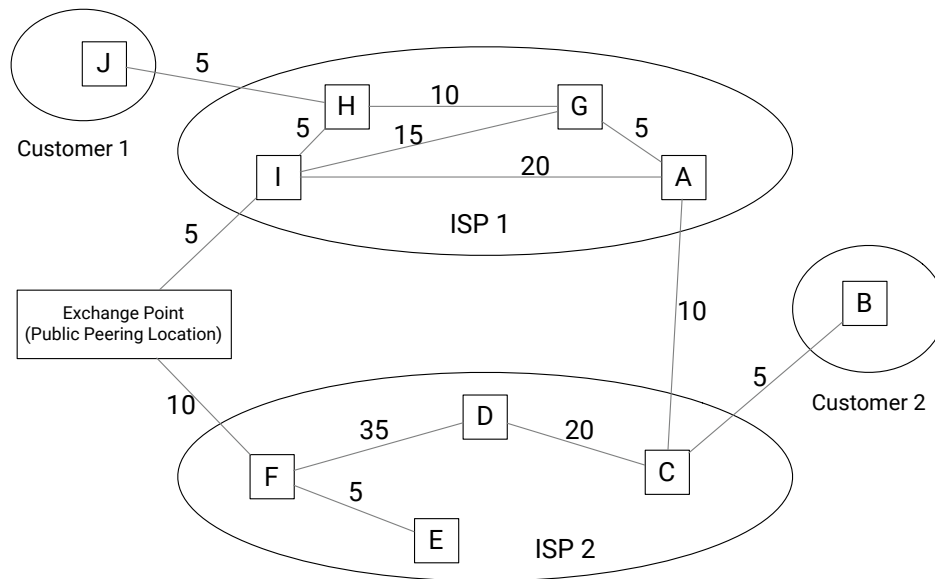 J
5
H
10
G
5
15
5
Customer 1
I
20
A
ISP 1
5
Exchange Point
(Public Peering Location)
10
B
5
Customer 2
10
35
D
20
F
C
5
E
ISP 2